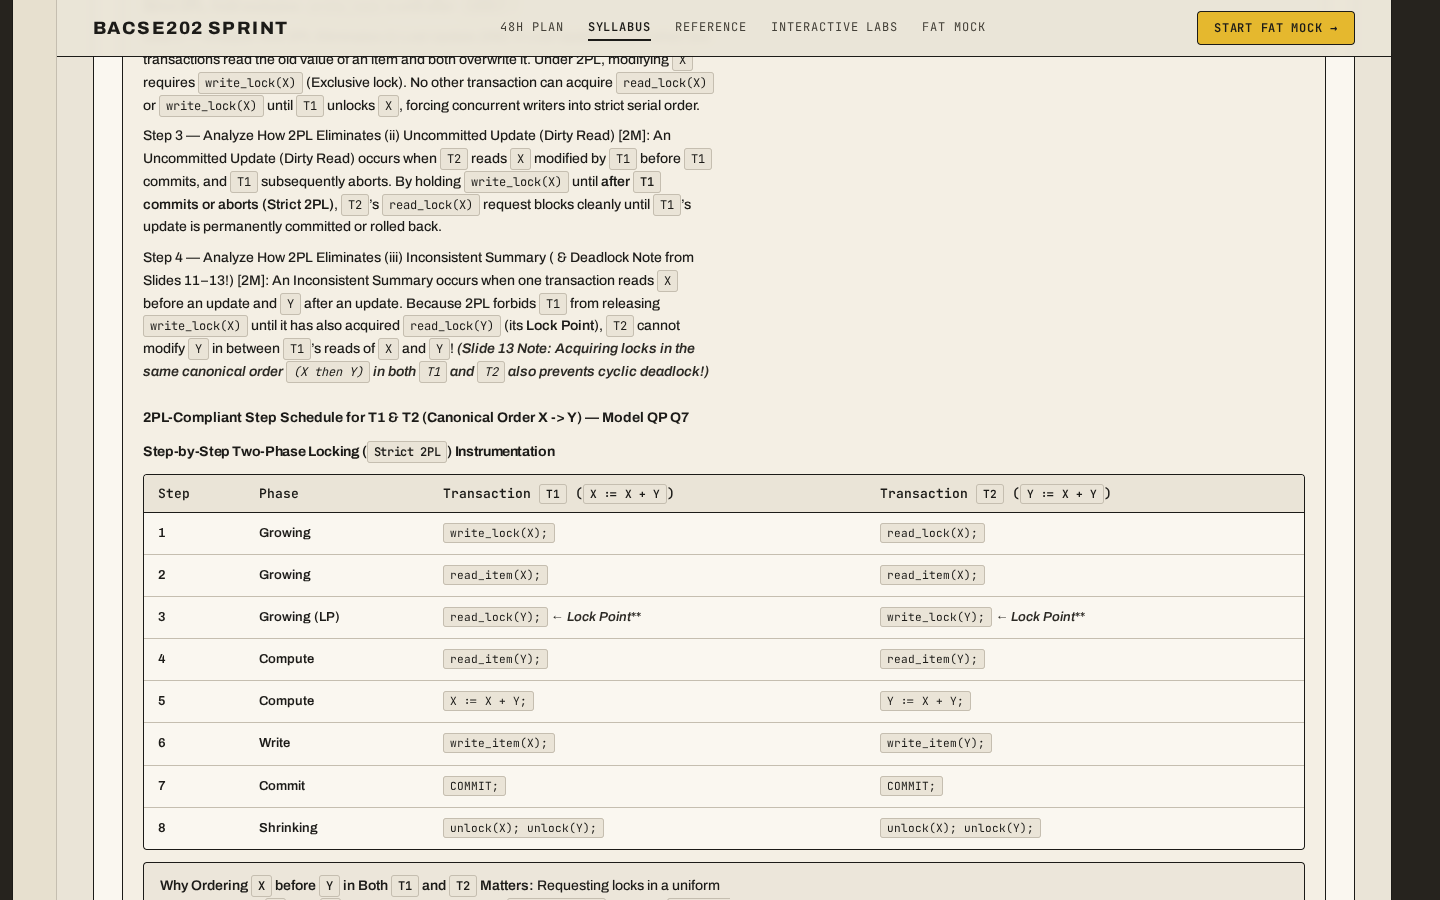 BACSE202 SPRINT
48H PLAN SYLLABUS REFERENCE INTERACTIVE LABS FAT MOCK
START FAT MOCK →
transactions read the old value of an item and both overwrite it. Under 2PL, modifying X
requires write_lock(X) (Exclusive lock). No other transaction can acquire read_lock(X)
or write_lock(X) until T1 unlocks X, forcing concurrent writers into strict serial order.
Step 3 — Analyze How 2PL Eliminates (ii) Uncommitted Update (Dirty Read) [2M]: An
Uncommitted Update (Dirty Read) occurs when T2 reads X modified by T1 before T1
commits, and T1 subsequently aborts. By holding write_lock(X) until after T1
commits or aborts (Strict 2PL), T2's read_lock(X) request blocks cleanly until T1's
update is permanently committed or rolled back.
Step 4 — Analyze How 2PL Eliminates (iii) Inconsistent Summary ( & Deadlock Note from
Slides 11–13!) [2M]: An Inconsistent Summary occurs when one transaction reads X
before an update and Y after an update. Because 2PL forbids T1 from releasing
write_lock(X) until it has also acquired read_lock(Y) (its Lock Point), T2 cannot
modify Y in between T1's reads of X and Y! (Slide 13 Note: Acquiring locks in the
same canonical order (X then Y) in both T1 and T2 also prevents cyclic deadlock!)
2PL-Compliant Step Schedule for T1 & T2 (Canonical Order X -> Y) — Model QP Q7
Step-by-Step Two-Phase Locking (Strict 2PL) Instrumentation
Step Phase Transaction T1 (X := X + Y) Transaction T2 (Y := X + Y)
1 Growing write_lock(X); read_lock(X);
2 Growing read_item(X); read_item(X);
3 Growing (LP) read_lock(Y); ← Lock Point** write_lock(Y); ← Lock Point**
4 Compute read_item(Y); read_item(Y);
5 Compute X := X + Y; Y := X + Y;
6 Write write_item(X); write_item(Y);
7 Commit COMMIT; COMMIT;
8 Shrinking unlock(X); unlock(Y); unlock(X); unlock(Y);
Why Ordering X before Y in Both T1 and T2 Matters: Requesting locks in a uniform